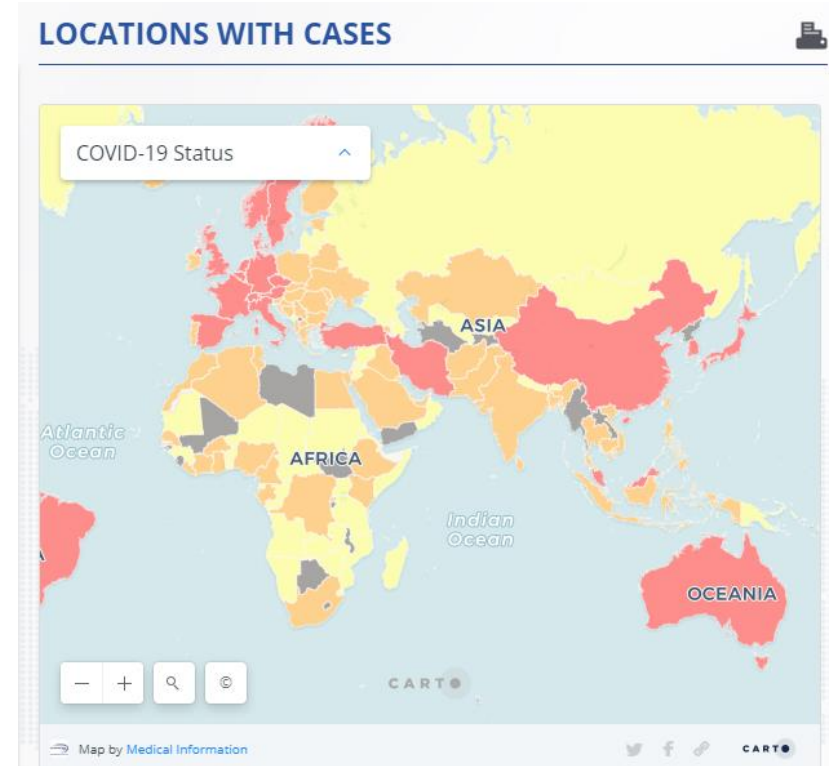 LOCATIONS WITH CASES
COVID-19 Status
ASIA
Atlantic
Ocean
AFRICA
Indian
Ocean
OCEANIA
©
CARTO
Map by Medical Information
CARTO